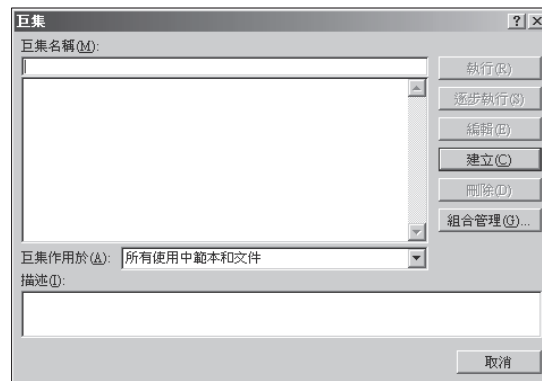 巨集
巨集名稱(M):
執行(R)
逐步執行(S)
編輯(E)
建立(C)
刪除(D)
組合管理(G)...
巨集作用於(A): 所有使用中範本和文件
描述(I):
取消